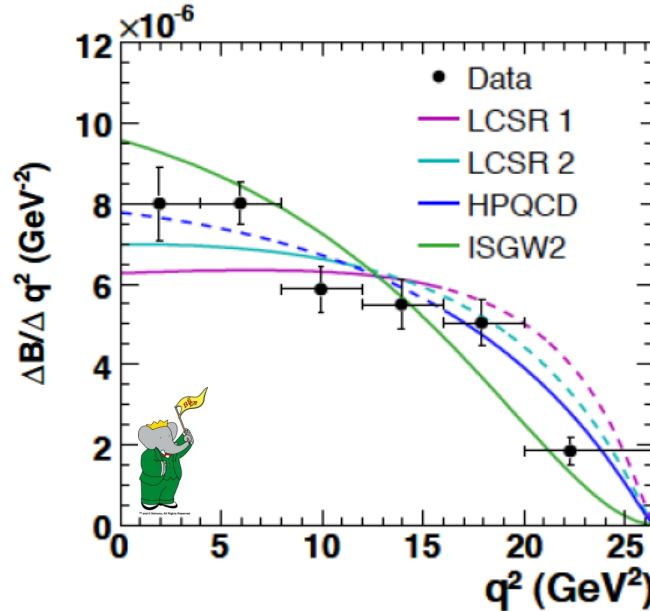 ×10⁻⁶
12
10
8
6
4
2
0
ΔB/Δ q² (GeV⁻²)
Data
LCSR 1
LCSR 2
HPQCD
ISGW2
0 5 10 15 20 25
q² (GeV²)